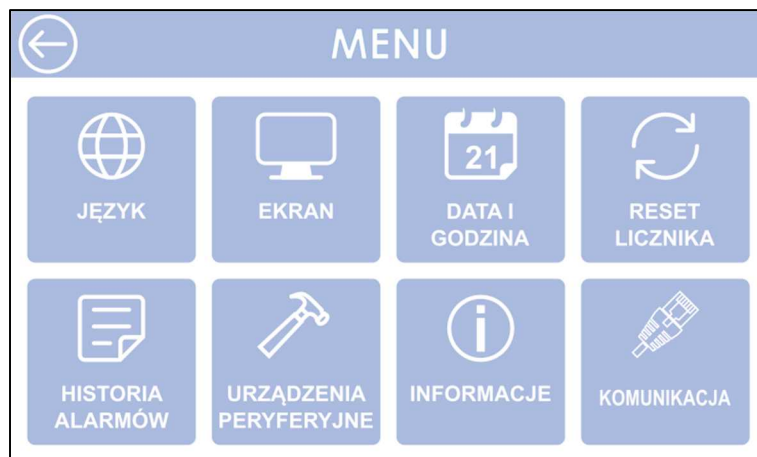 MENU
JĘZYK
EKRAN
21
DATA I
GODZINA
RESET
LICZNIKA
HISTORIA
ALARMÓW
URZĄDZENIA
PERYFERYJNE
INFORMACJE
KOMUNIKACJA